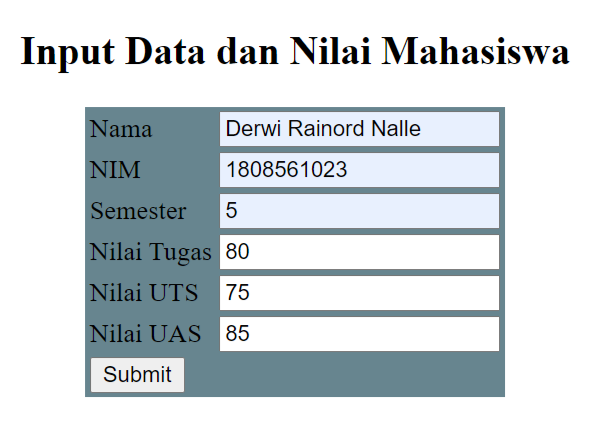 Input Data dan Nilai Mahasiswa
Nama Derwi Rainord Nalle
NIM 1808561023
Semester 5
Nilai Tugas 80
Nilai UTS 75
Nilai UAS 85
Submit